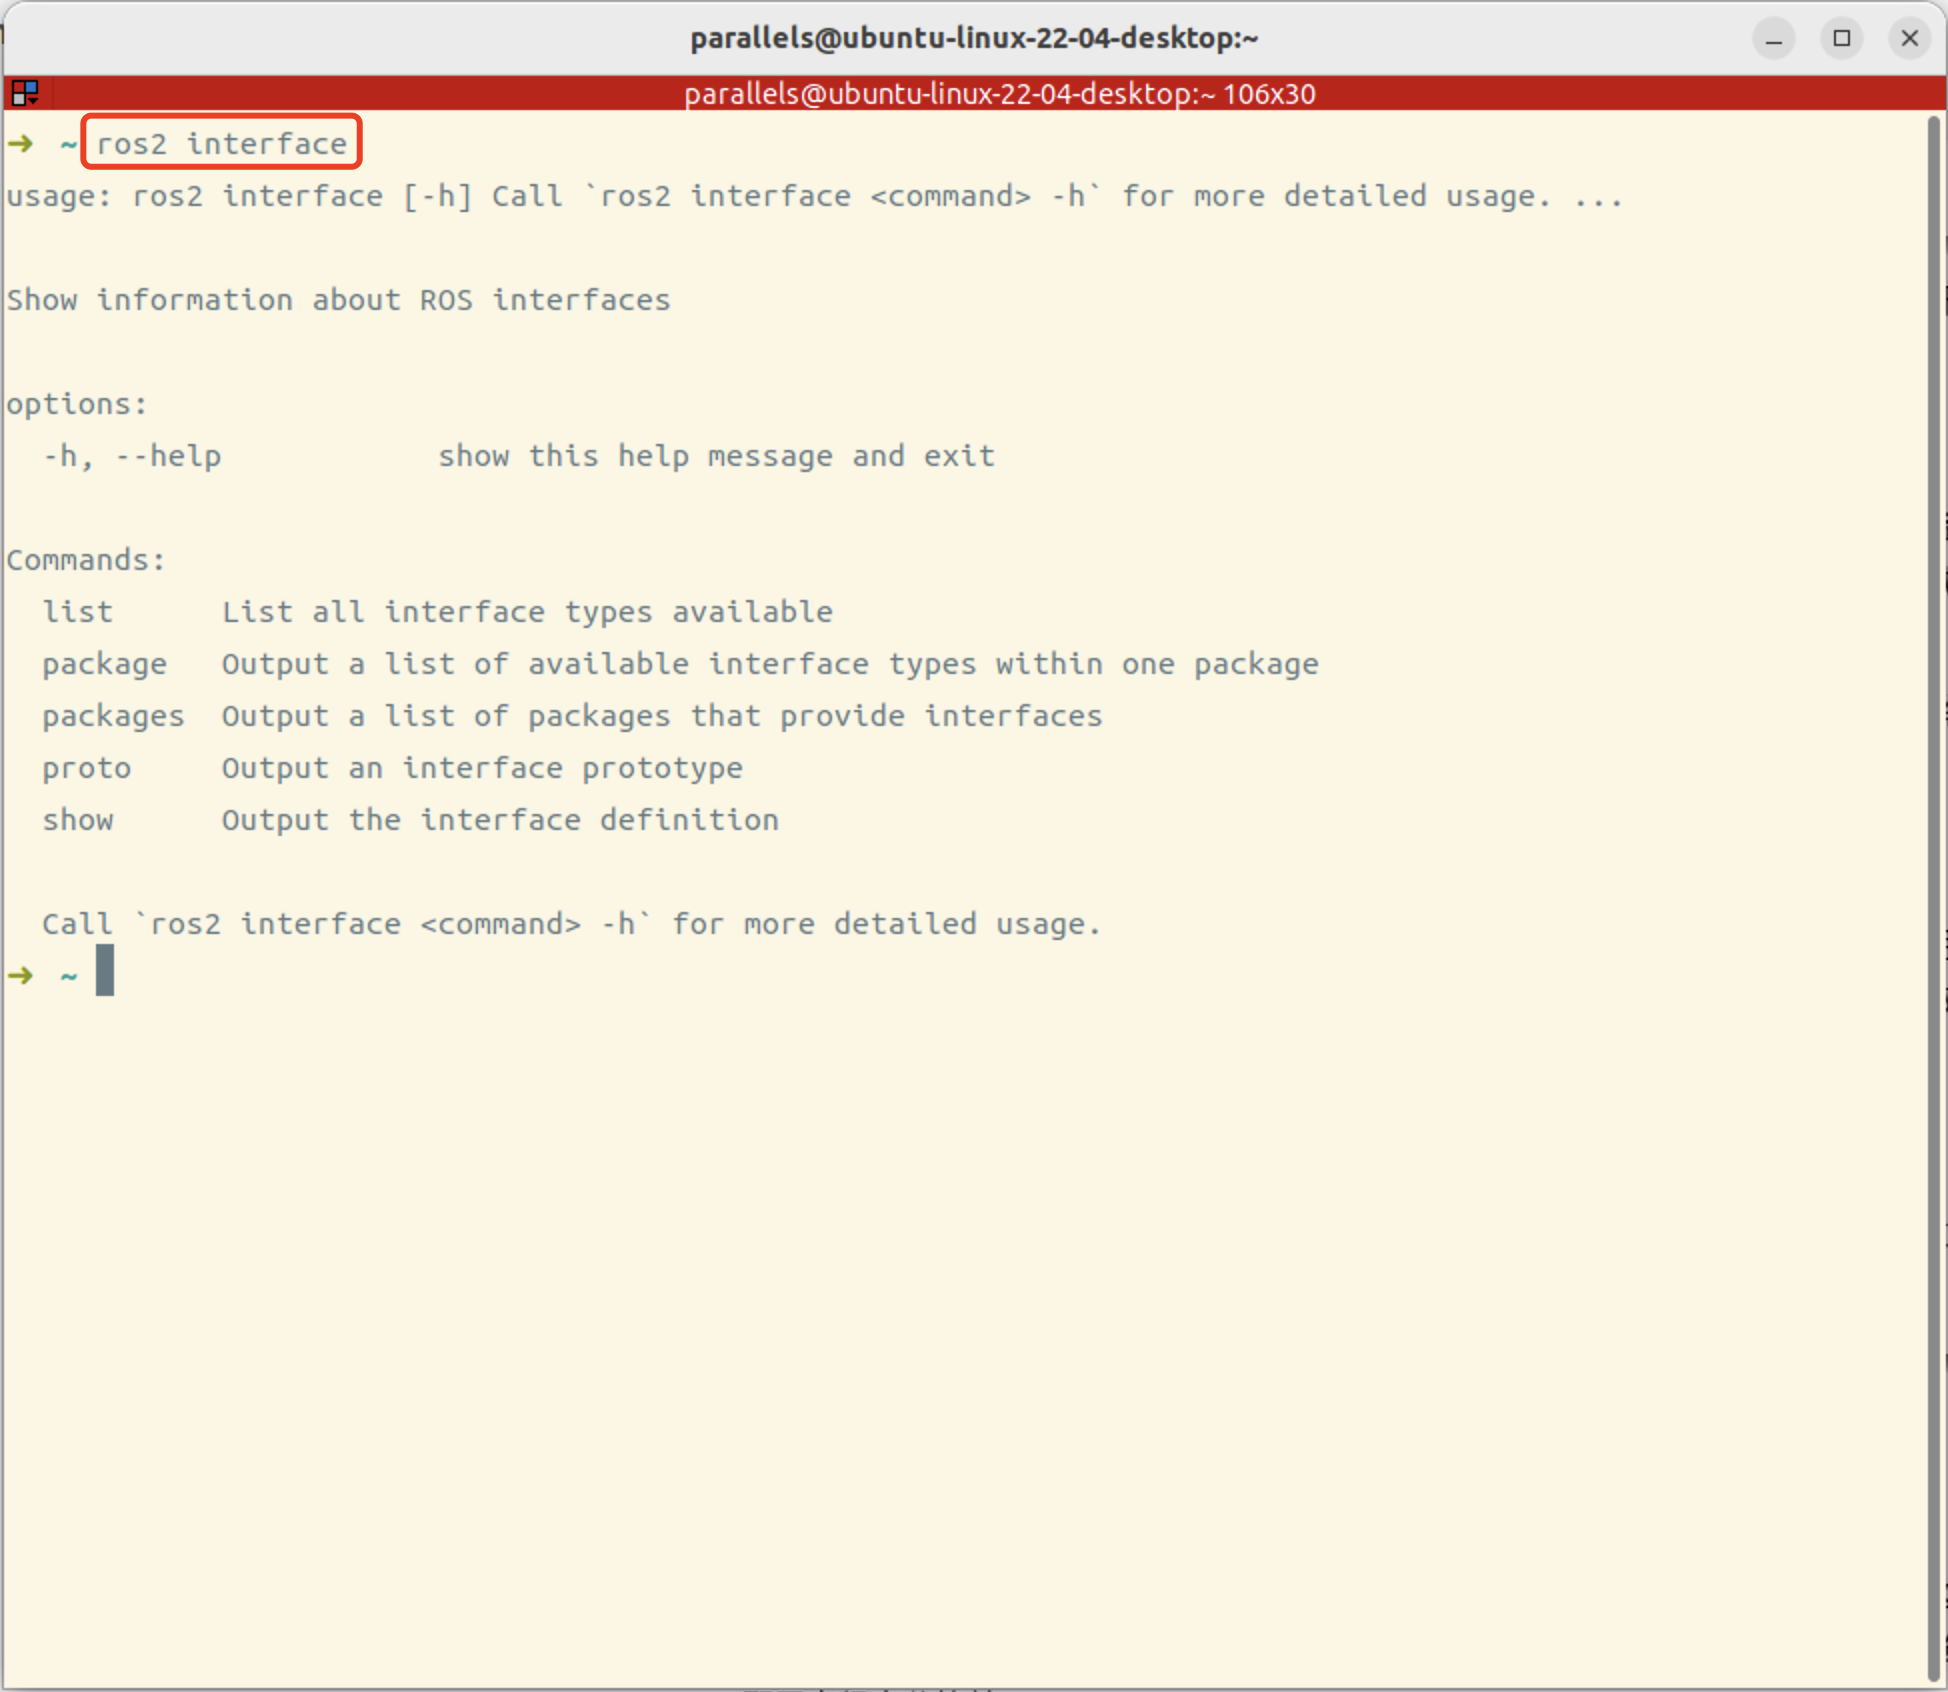 parallels@ubuntu-linux-22-04-desktop:~
parallels@ubuntu-linux-22-04-desktop:~ 106x30
➜ ~ ros2 interface
usage: ros2 interface [-h] Call `ros2 interface <command> -h` for more detailed usage. ...
Show information about ROS interfaces
options:
-h, --help show this help message and exit
Commands:
list List all interface types available
package Output a list of available interface types within one package
packages Output a list of packages that provide interfaces
proto Output an interface prototype
show Output the interface definition
Call `ros2 interface <command> -h` for more detailed usage.
➜ ~